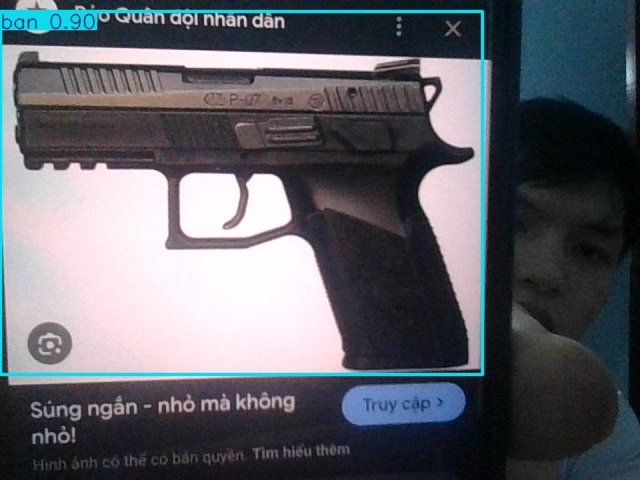 ban 0.90
Báo Quân đội nhân dân
P-07
Súng ngắn - nhỏ mà không
nhỏ!
Truy cập ›
Hình ảnh có thể có bản quyền. Tìm hiểu thêm